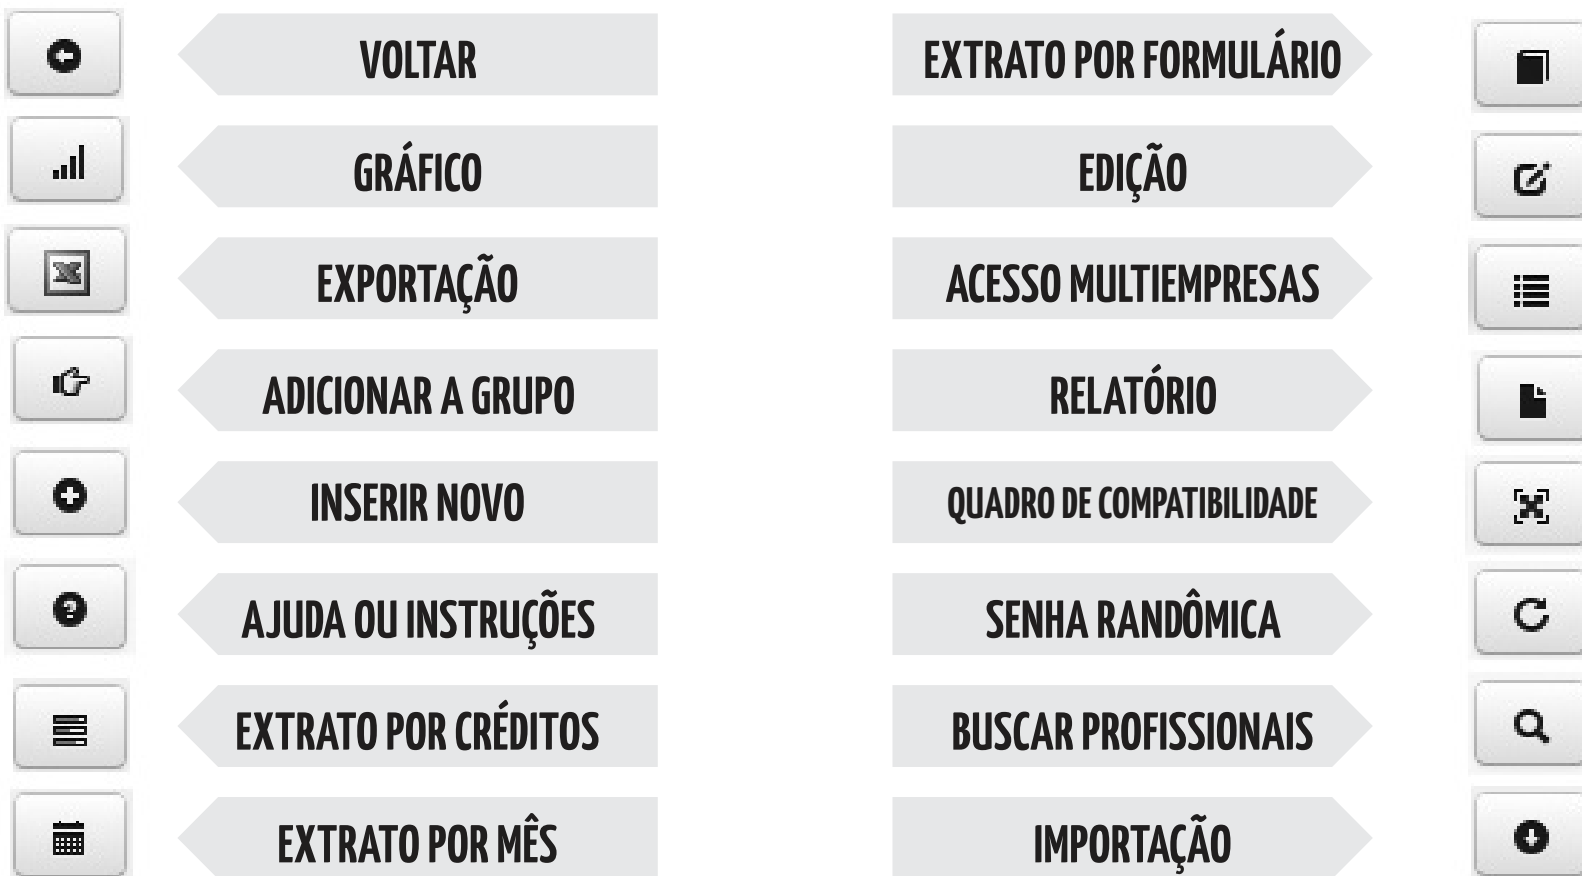 VOLTAR
GRÁFICO
EXPORTAÇÃO
ADICIONAR A GRUPO
INSERIR NOVO
AJUDA OU INSTRUÇÕES
EXTRATO POR CRÉDITOS
EXTRATO POR MÊS
EXTRATO POR FORMULÁRIO
EDIÇÃO
ACESSO MULTIEMPRESAS
RELATÓRIO
QUADRO DE COMPATIBILIDADE
SENHA RANDÔMICA
BUSCAR PROFISSIONAIS
IMPORTAÇÃO